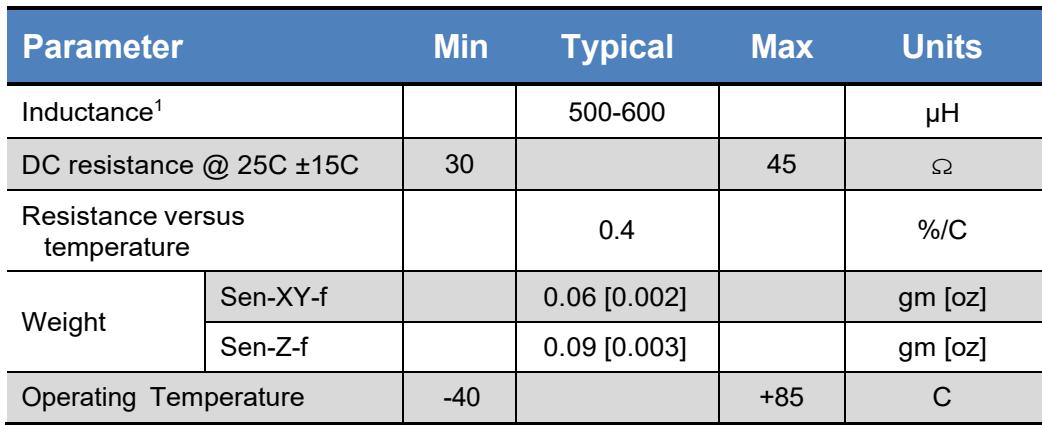 Parameter Min Typical Max Units
Inductance¹ 500-600 µH
DC resistance @ 25C ±15C 30 45 Ω
Resistance versus
temperature 0.4 %/C
Weight Sen-XY-f 0.06 [0.002] gm [oz]
Sen-Z-f 0.09 [0.003] gm [oz]
Operating Temperature -40 +85 C